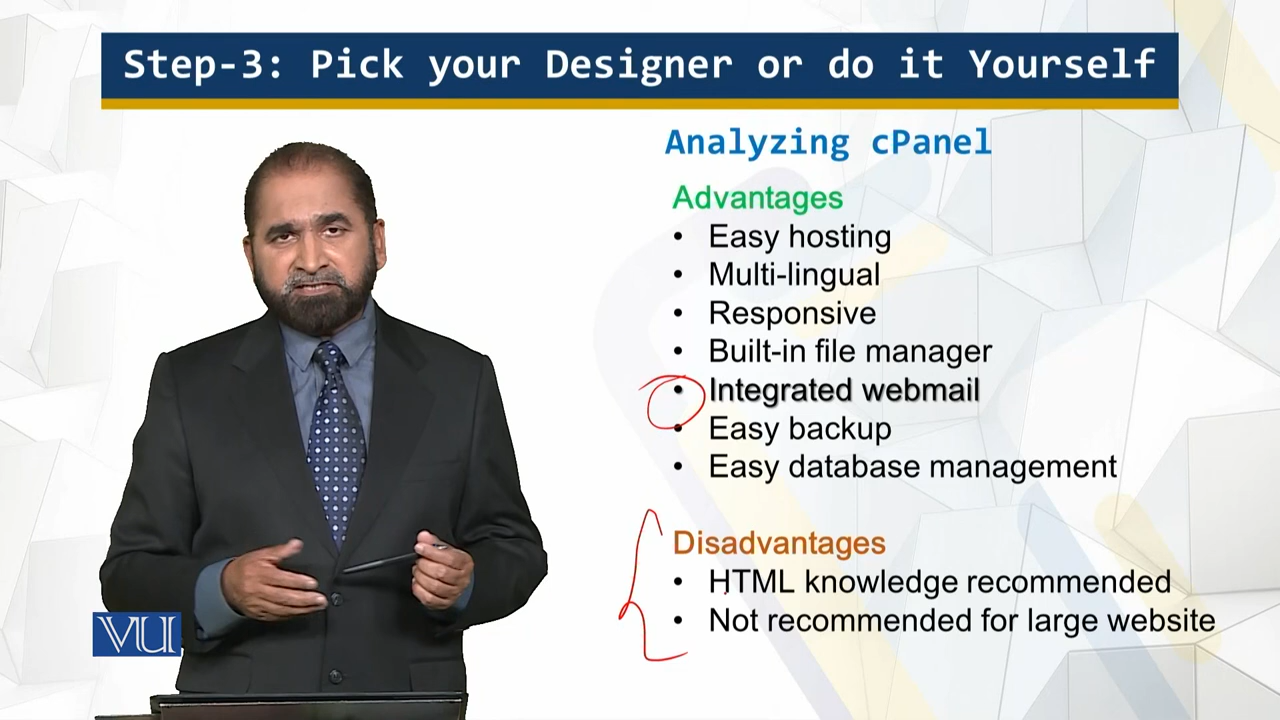 Step-3: Pick your Designer or do it Yourself
Analyzing cPanel
Advantages
• Easy hosting
• Multi-lingual
• Responsive
• Built-in file manager
• Integrated webmail
• Easy backup
• Easy database management
Disadvantages
• HTML knowledge recommended
• Not recommended for large website
VU